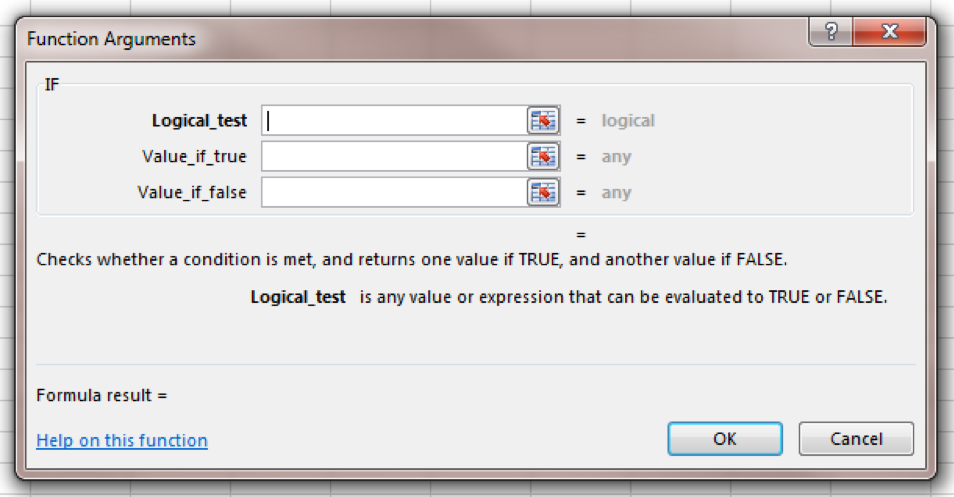 Function Arguments
IF
Logical_test = logical
Value_if_true = any
Value_if_false = any
=
Checks whether a condition is met, and returns one value if TRUE, and another value if FALSE.
Logical_test is any value or expression that can be evaluated to TRUE or FALSE.
Formula result =
Help on this function OK Cancel